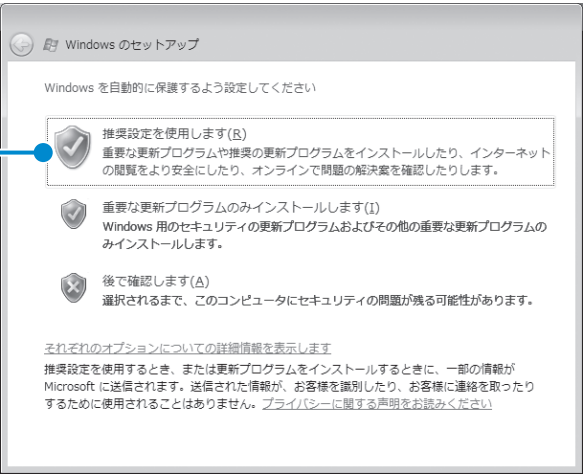 Windows のセットアップ
Windows を自動的に保護するよう設定してください
推奨設定を使用します(R)
重要な更新プログラムや推奨の更新プログラムをインストールしたり、インターネット
の閲覧をより安全にしたり、オンラインで問題の解決案を確認したりします。
重要な更新プログラムのみインストールします(I)
Windows 用のセキュリティの更新プログラムおよびその他の重要な更新プログラムの
みインストールします。
後で確認します(A)
選択されるまで、このコンピュータにセキュリティの問題が残る可能性があります。
それぞれのオプションについての詳細情報を表示します
推奨設定を使用するとき、または更新プログラムをインストールするときに、一部の情報が
Microsoft に送信されます。送信された情報が、お客様を識別したり、お客様に連絡を取ったり
するために使用されることはありません。プライバシーに関する声明をお読みください